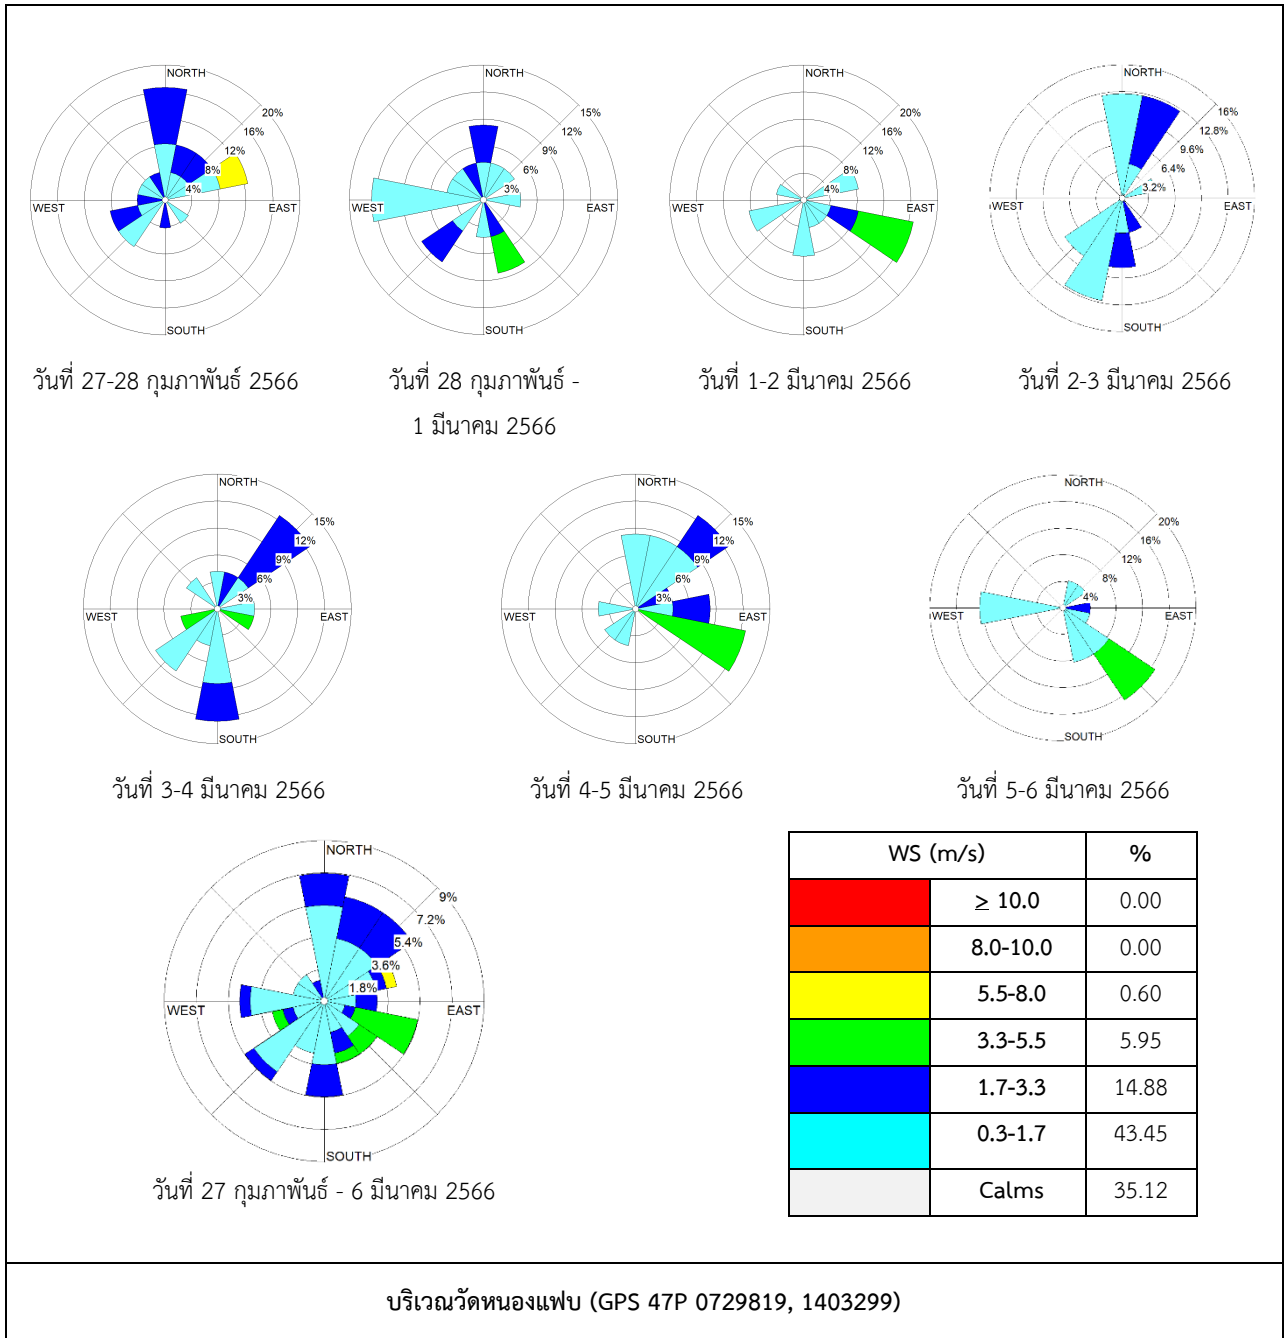 NORTH
20%
16%
12%
8%
4%
WEST
EAST
SOUTH
วันที่ 27-28 กุมภาพันธ์ 2566
NORTH
15%
12%
9%
6%
3%
WEST
EAST
SOUTH
วันที่ 28 กุมภาพันธ์ -
1 มีนาคม 2566
NORTH
20%
16%
12%
8%
4%
WEST
EAST
SOUTH
วันที่ 1-2 มีนาคม 2566
NORTH
16%
12.8%
9.6%
6.4%
3.2%
WEST
EAST
SOUTH
วันที่ 2-3 มีนาคม 2566
NORTH
15%
12%
9%
6%
3%
WEST
EAST
SOUTH
วันที่ 3-4 มีนาคม 2566
NORTH
15%
12%
9%
6%
3%
WEST
EAST
SOUTH
วันที่ 4-5 มีนาคม 2566
NORTH
20%
16%
12%
8%
4%
WEST
EAST
SOUTH
วันที่ 5-6 มีนาคม 2566
NORTH
9%
7.2%
5.4%
3.6%
1.8%
WEST
EAST
SOUTH
วันที่ 27 กุมภาพันธ์ - 6 มีนาคม 2566
WS (m/s) %
≥ 10.0 0.00
8.0-10.0 0.00
5.5-8.0 0.60
3.3-5.5 5.95
1.7-3.3 14.88
0.3-1.7 43.45
Calms 35.12
บริเวณวัดหนองแฟบ (GPS 47P 0729819, 1403299)